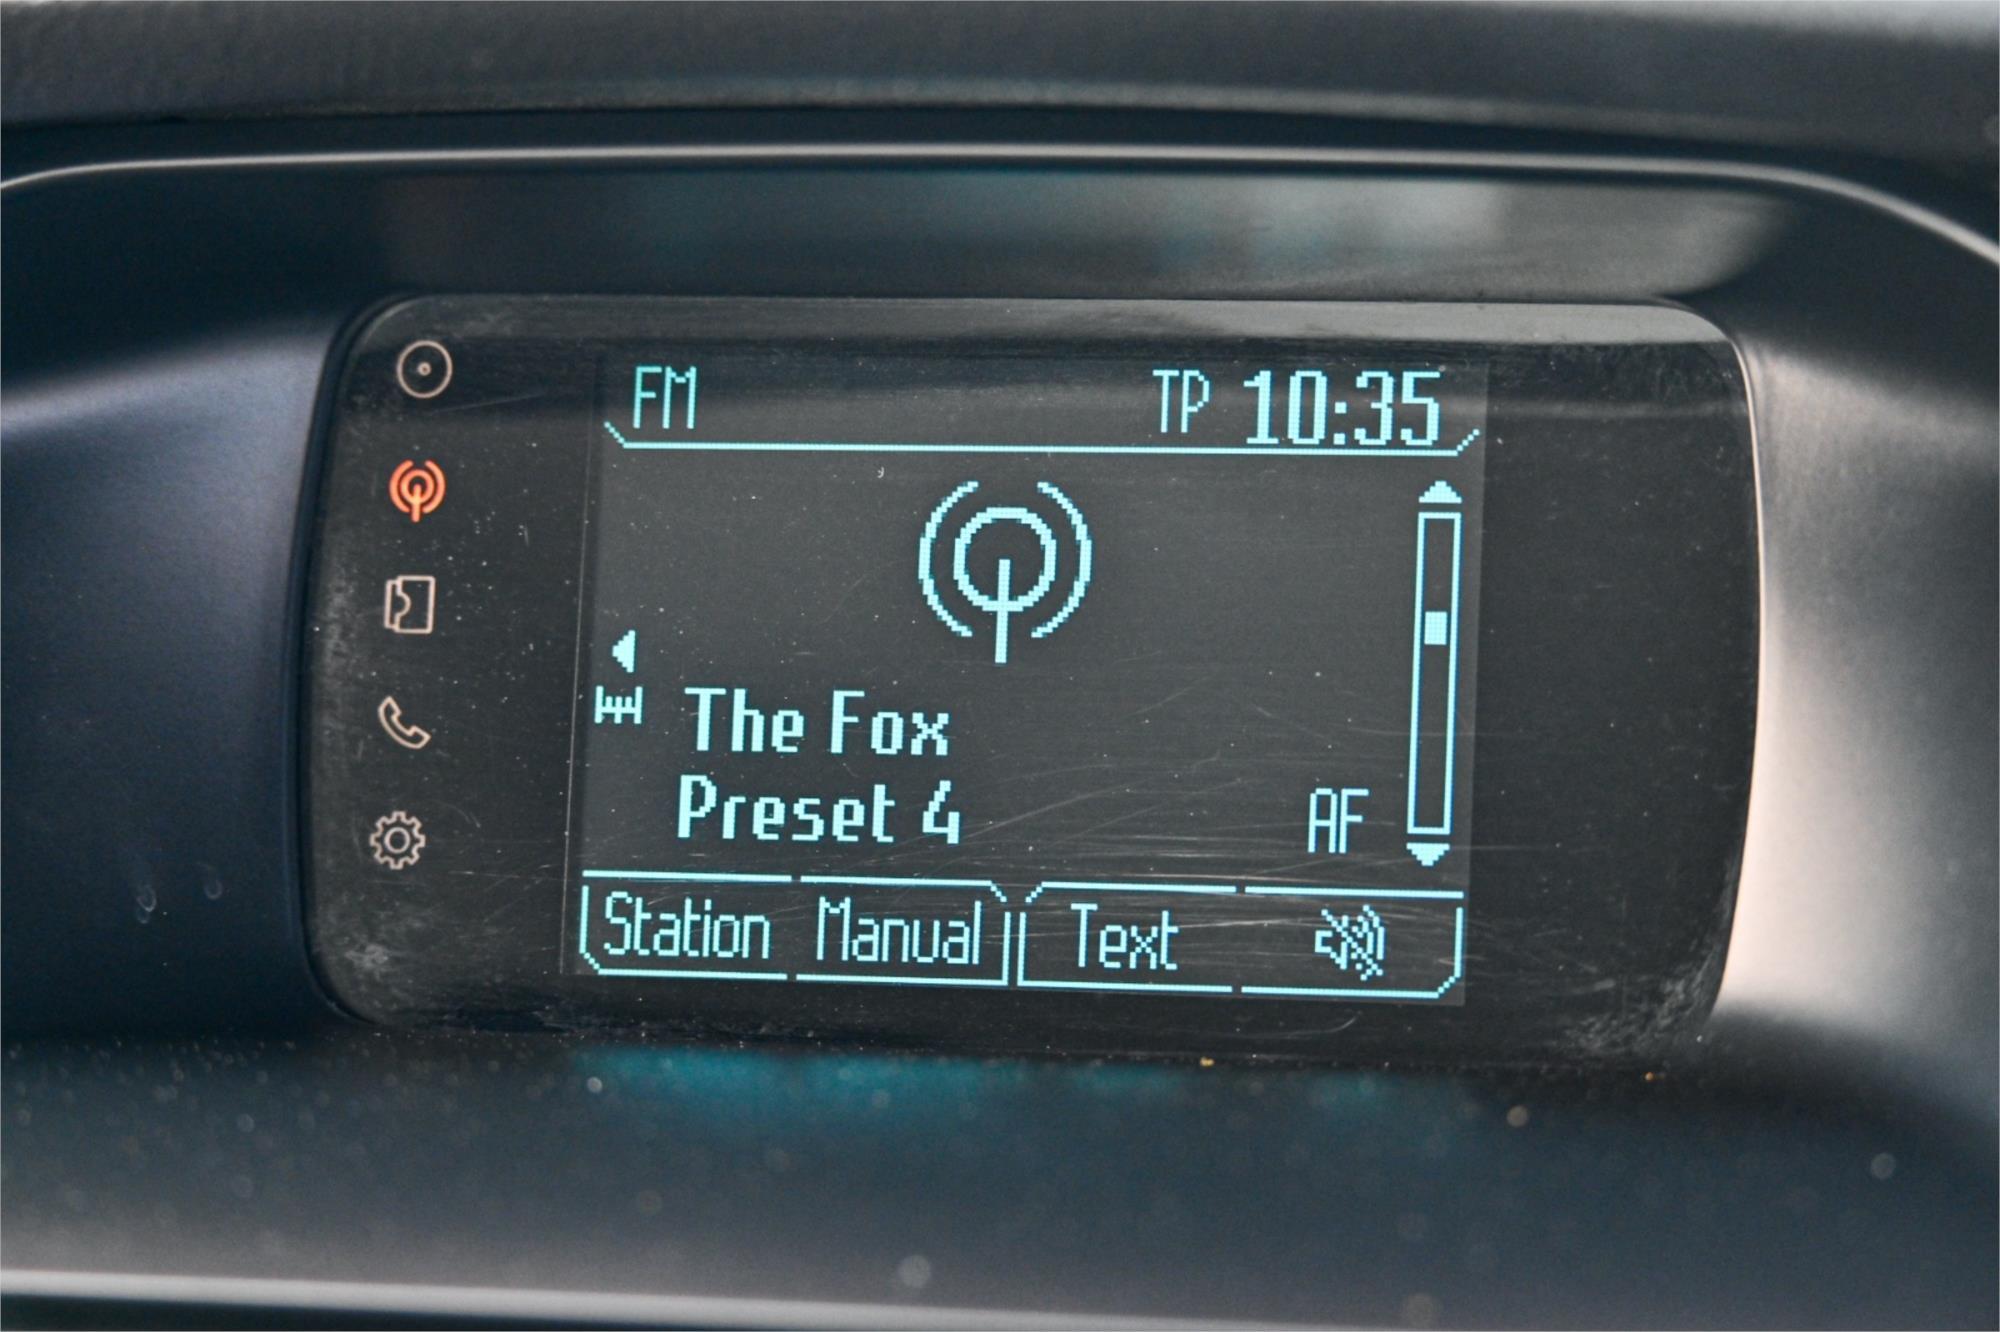 FM TP 10:35
The Fox
Preset 4 AF
Station Manual Text